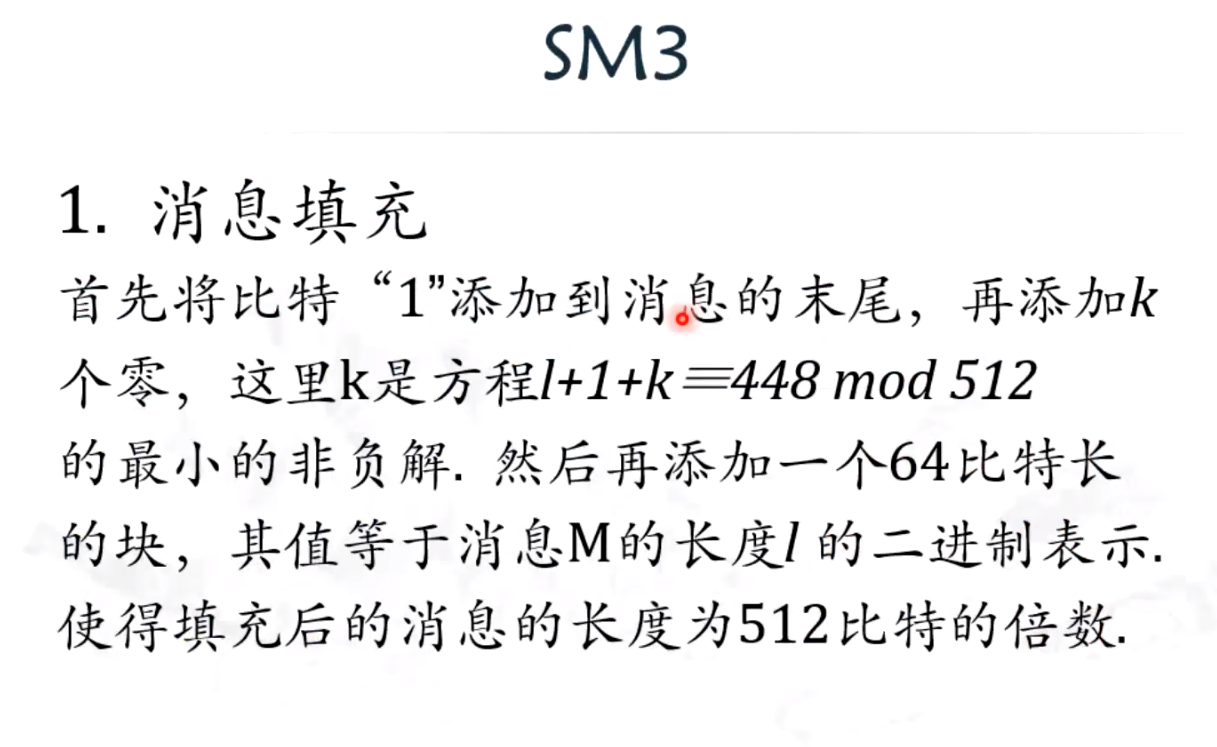 SM3
1. 消息填充
首先将比特“1”添加到消息的末尾，再添加k
个零，这里k是方程l+1+k≡448 mod 512
的最小的非负解. 然后再添加一个64比特长
的块，其值等于消息M的长度l 的二进制表示.
使得填充后的消息的长度为512比特的倍数.